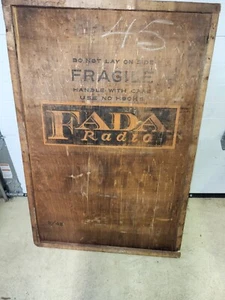 45
DO NOT LAY ON SIDE
FRAGILE
HANDLE WITH CARE
USE NO HOOKS
FADA
Radio